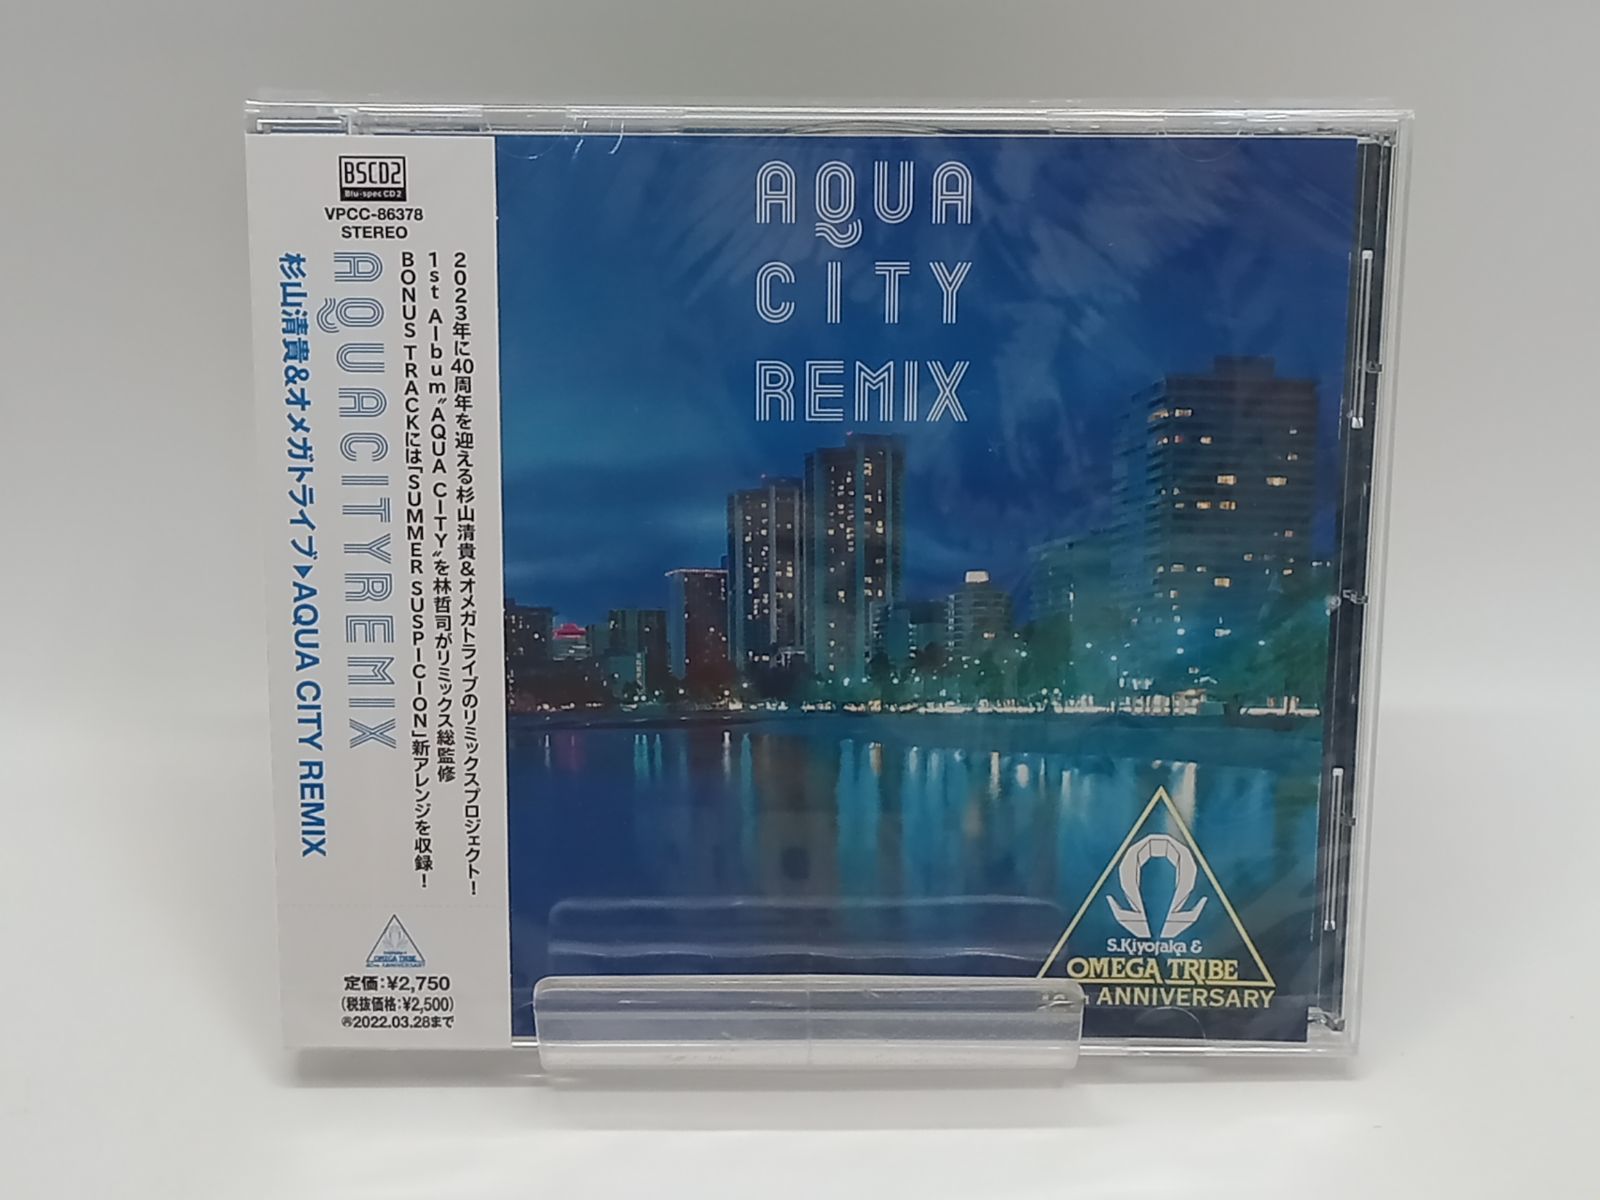 BSCD2
Blu-specCD2
VPCC-86378
STEREO
AQUA CITY REMIX
杉山清貴&オメガトライブ▶AQUA CITY REMIX
2023年に40周年を迎える杉山清貴&オメガトライブのリミックスプロジェクト!
1st Album〝AQUA CITY〟を林哲司がリミックス総監修
BONUS TRACKには「SUMMER SUSPICION」新アレンジを収録!
OMEGA TRIBE
40TH ANNIVERSARY
定価:¥2,750
(税抜価格:¥2,500)
2022.03.28まで
AQUA
CITY
REMIX
S.Kiyotaka &
OMEGA TRIBE
ANNIVERSARY